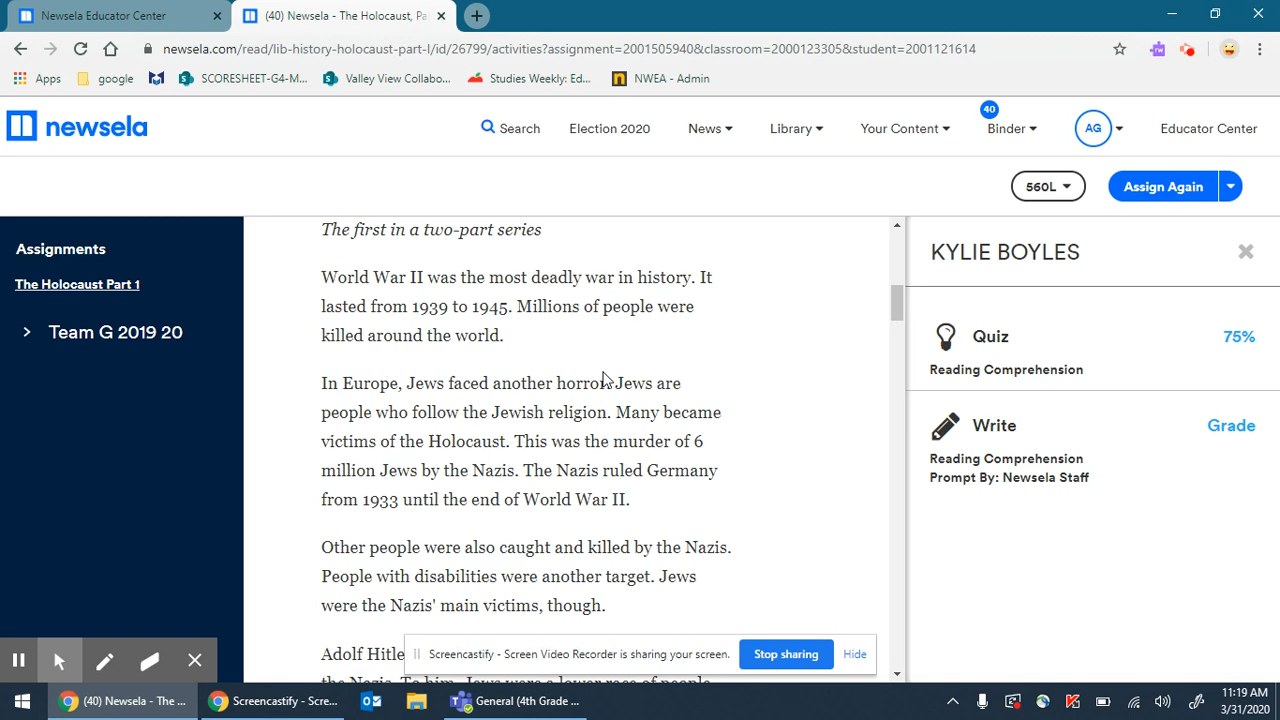 Newsela Educator Center
(40) Newsela - The Holocaust, Pa
newsela.com/read/lib-history-holocaust-part-I/id/26799/activities?assignment=2001505940&classroom=2000123305&student=2001121614
Apps google SCORESHEET-G4-M... Valley View Collabo... Studies Weekly: Ed... NWEA - Admin
newsela Search Election 2020 News Library Your Content 40 Binder AG Educator Center
560L Assign Again
Assignments
The Holocaust Part 1
Team G 2019 20
The first in a two-part series
World War II was the most deadly war in history. It
lasted from 1939 to 1945. Millions of people were
killed around the world.
In Europe, Jews faced another horror. Jews are
people who follow the Jewish religion. Many became
victims of the Holocaust. This was the murder of 6
million Jews by the Nazis. The Nazis ruled Germany
from 1933 until the end of World War II.
Other people were also caught and killed by the Nazis.
People with disabilities were another target. Jews
were the Nazis' main victims, though.
Adolf Hitle
the Nazis. To him, Jews were a lower race of people
KYLIE BOYLES
Quiz 75%
Reading Comprehension
Write Grade
Reading Comprehension
Prompt By: Newsela Staff
Screencastify - Screen Video Recorder is sharing your screen. Stop sharing Hide
(40) Newsela - The ... Screencastify - Scre... General (4th Grade ...
11:19 AM
3/31/2020